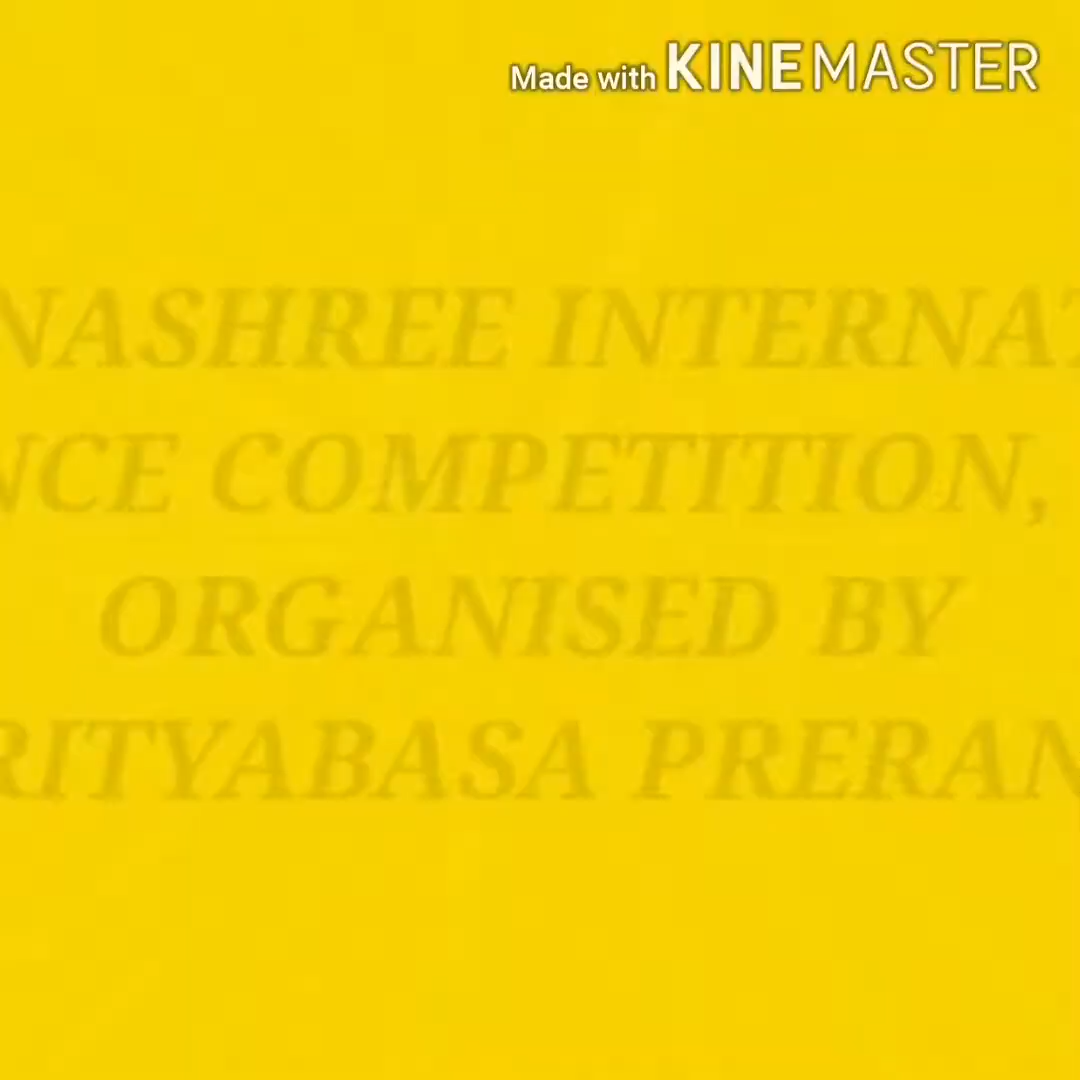 Made with KINEMASTER
NASHREE INTERNAT
NCE COMPETITION,
ORGANISED BY
RITYABASA PRERAN